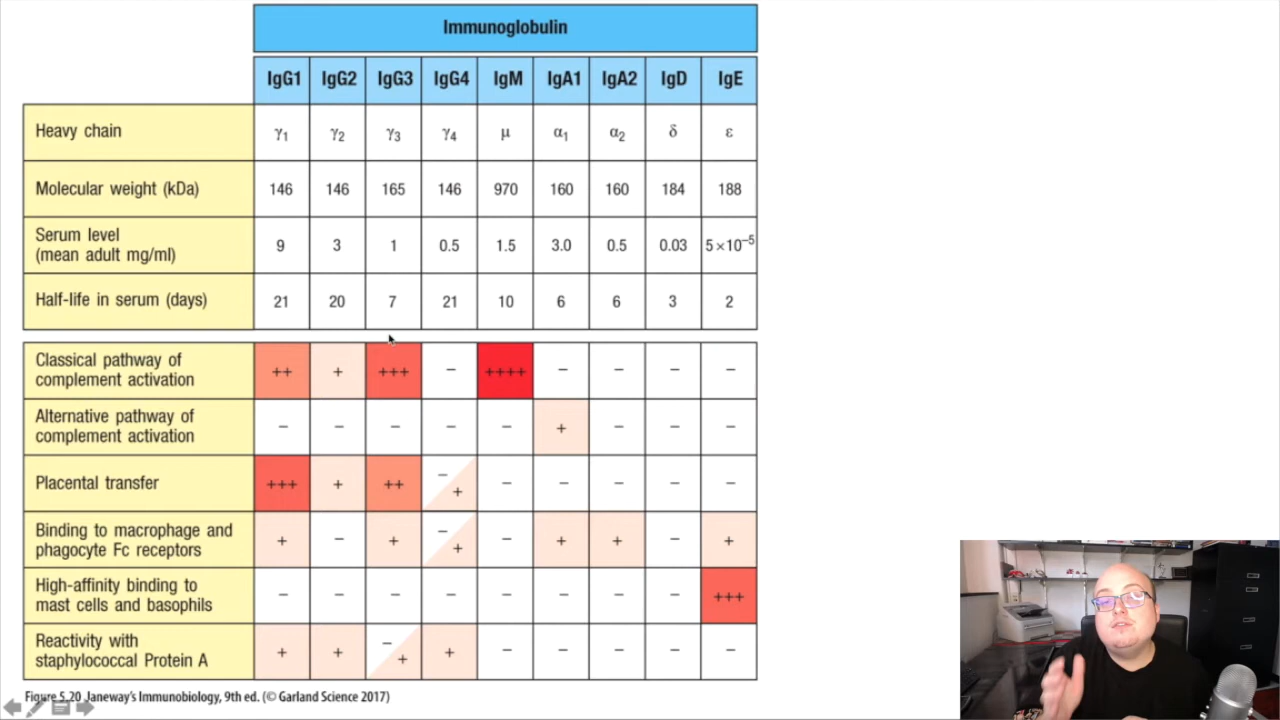 Immunoglobulin
IgG1 IgG2 IgG3 IgG4 IgM IgA1 IgA2 IgD IgE
Heavy chain γ1 γ2 γ3 γ4 μ α1 α2 δ ε
Molecular weight (kDa) 146 146 165 146 970 160 160 184 188
Serum level
(mean adult mg/ml) 9 3 1 0.5 1.5 3.0 0.5 0.03 5×10⁻⁵
Half-life in serum (days) 21 20 7 21 10 6 6 3 2
Classical pathway of
complement activation ++ + +++ – ++++ – – – –
Alternative pathway of
complement activation – – – – – + – – –
Placental transfer +++ + ++ – + – – – – –
Binding to macrophage and
phagocyte Fc receptors + – + – + – + + – +
High-affinity binding to
mast cells and basophils – – – – – – – – +++
Reactivity with
staphylococcal Protein A + + – + + – – – – –
Figure 5.20 Janeway's Immunobiology, 9th ed. (© Garland Science 2017)